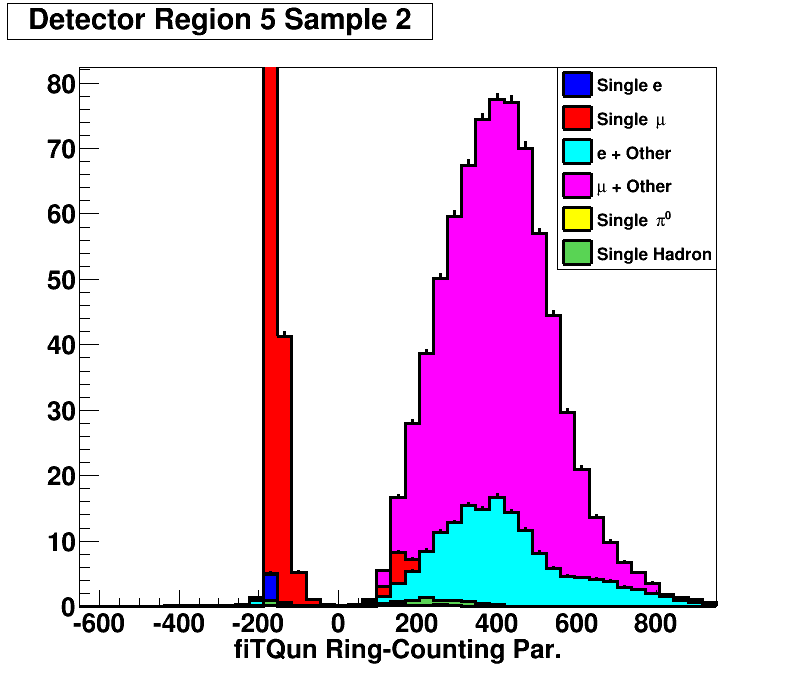 Detector Region 5 Sample 2
80
70
60
50
40
30
20
10
0
Single e
Single μ
e + Other
μ + Other
Single π⁰
Single Hadron
-600 -400 -200 0 200 400 600 800
fiTQun Ring-Counting Par.